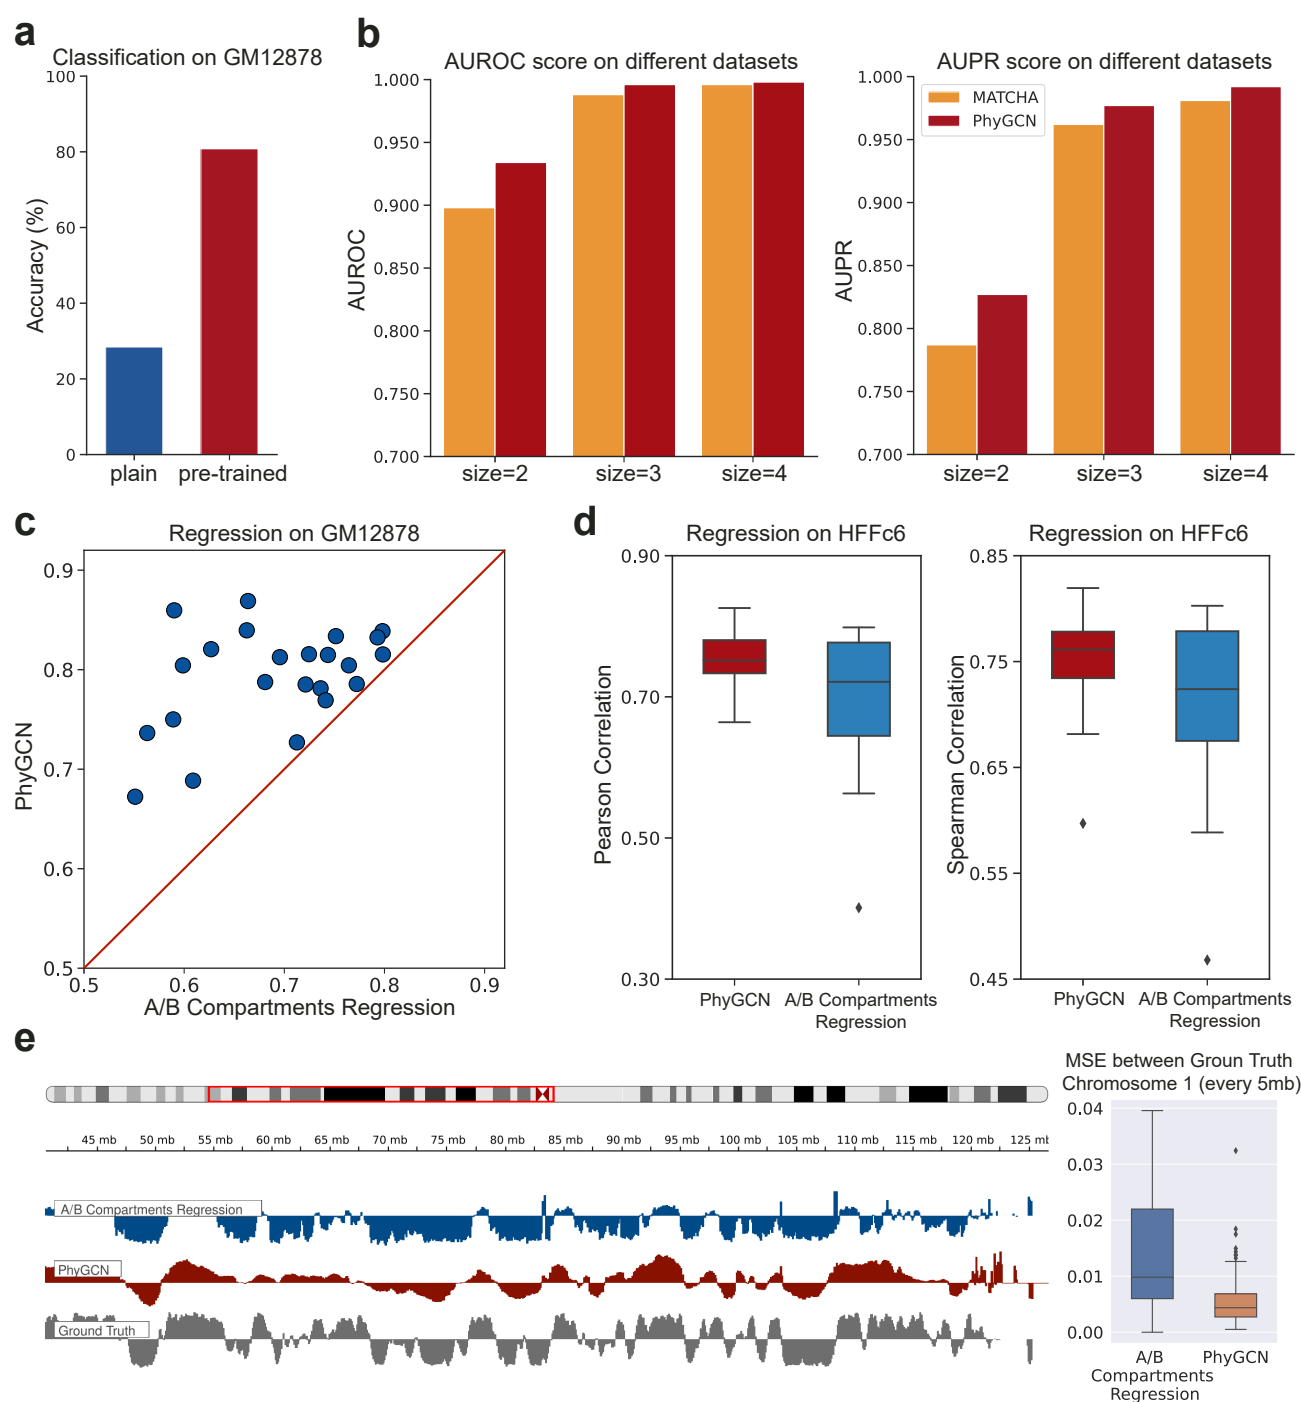 a
Classification on GM12878
100
80
60
40
20
0
Accuracy (%)
plain
pre-trained
b
AUROC score on different datasets
1.000
0.950
0.900
0.850
0.800
0.750
0.700
AUROC
size=2
size=3
size=4
AUPR score on different datasets
MATCHA
PhyGCN
1.000
0.950
0.900
0.850
0.800
0.750
0.700
AUPR
size=2
size=3
size=4
c
Regression on GM12878
0.9
0.8
0.7
0.6
0.5
PhyGCN
0.5
0.6
0.7
0.8
0.9
A/B Compartments Regression
d
Regression on HFFc6
0.90
0.70
0.50
0.30
Pearson Correlation
PhyGCN
A/B Compartments
Regression
Regression on HFFc6
0.85
0.75
0.65
0.55
0.45
Spearman Correlation
PhyGCN
A/B Compartments
Regression
e
45 mb 50 mb 55 mb 60 mb 65 mb 70 mb 75 mb 80 mb 85 mb 90 mb 95 mb 100 mb 105 mb 110 mb 115 mb 120 mb 125 mb
A/B Compartments Regression
PhyGCN
Ground Truth
MSE between Groun Truth
Chromosome 1 (every 5mb)
0.04
0.03
0.02
0.01
0.00
A/B
Compartments
Regression
PhyGCN